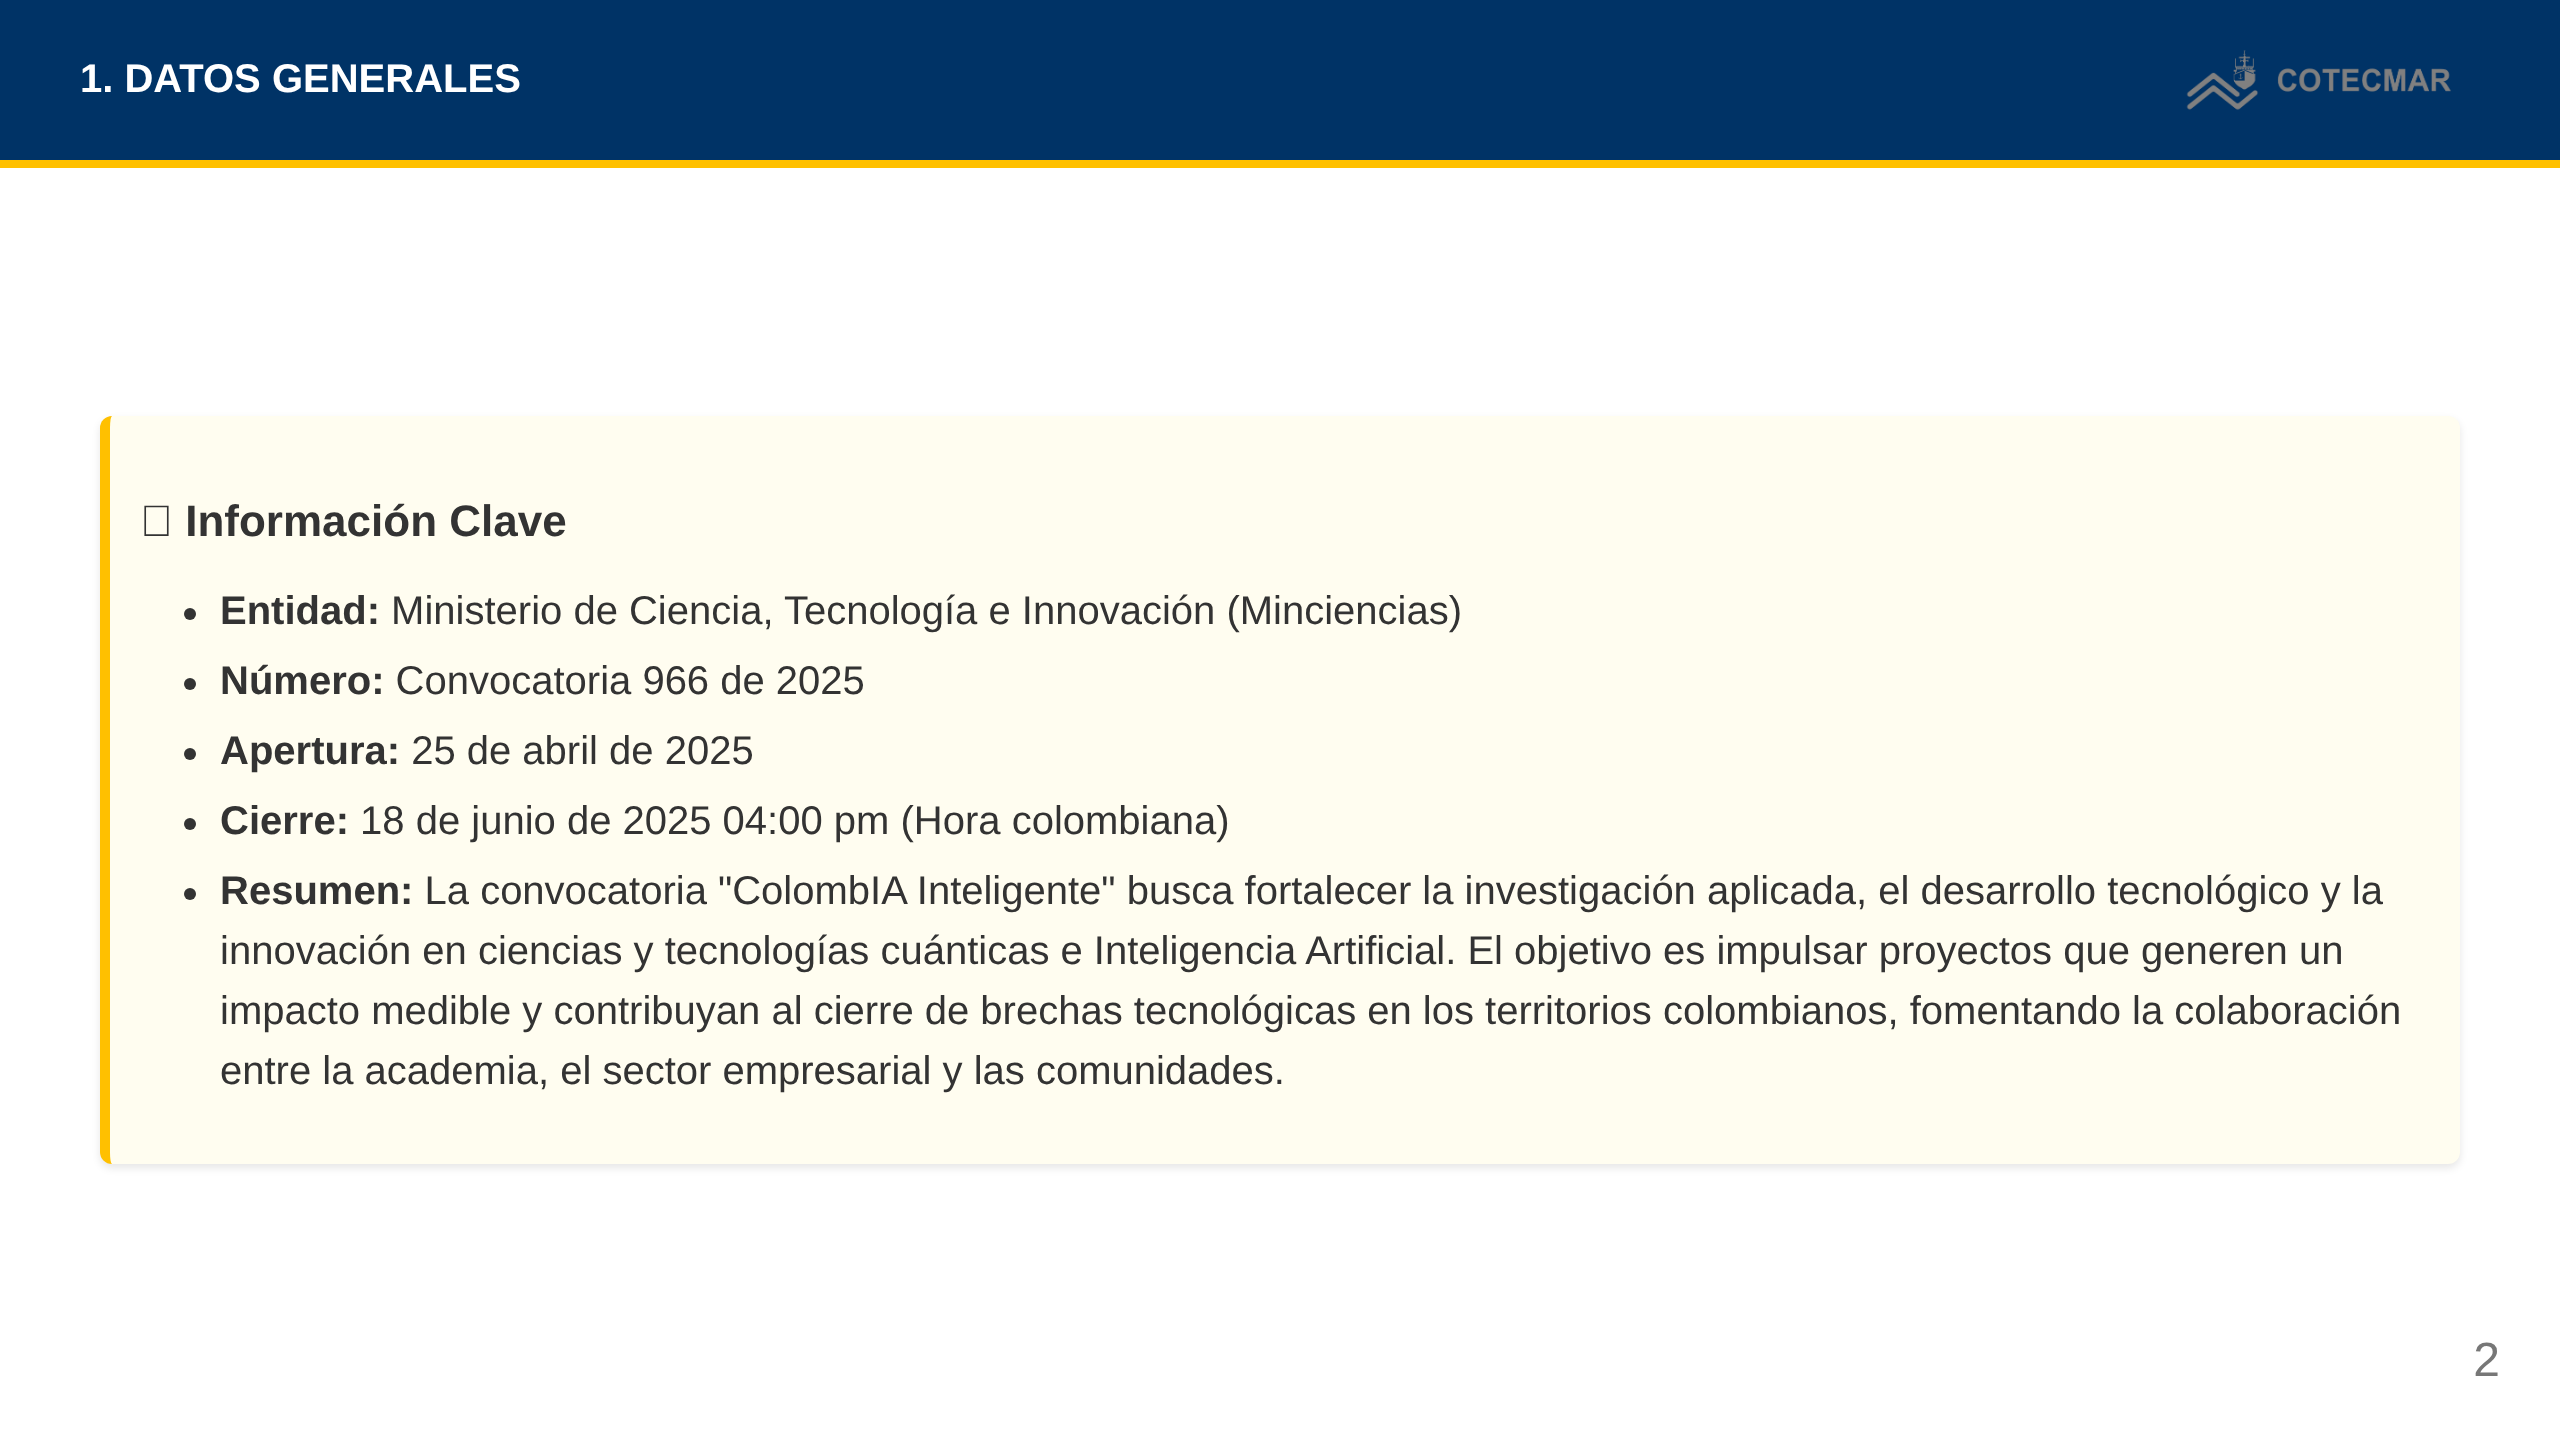 1. DATOS GENERALES
COTECMAR
Información Clave
• Entidad: Ministerio de Ciencia, Tecnología e Innovación (Minciencias)
• Número: Convocatoria 966 de 2025
• Apertura: 25 de abril de 2025
• Cierre: 18 de junio de 2025 04:00 pm (Hora colombiana)
• Resumen: La convocatoria "ColombIA Inteligente" busca fortalecer la investigación aplicada, el desarrollo tecnológico y la
innovación en ciencias y tecnologías cuánticas e Inteligencia Artificial. El objetivo es impulsar proyectos que generen un
impacto medible y contribuyan al cierre de brechas tecnológicas en los territorios colombianos, fomentando la colaboración
entre la academia, el sector empresarial y las comunidades.
2